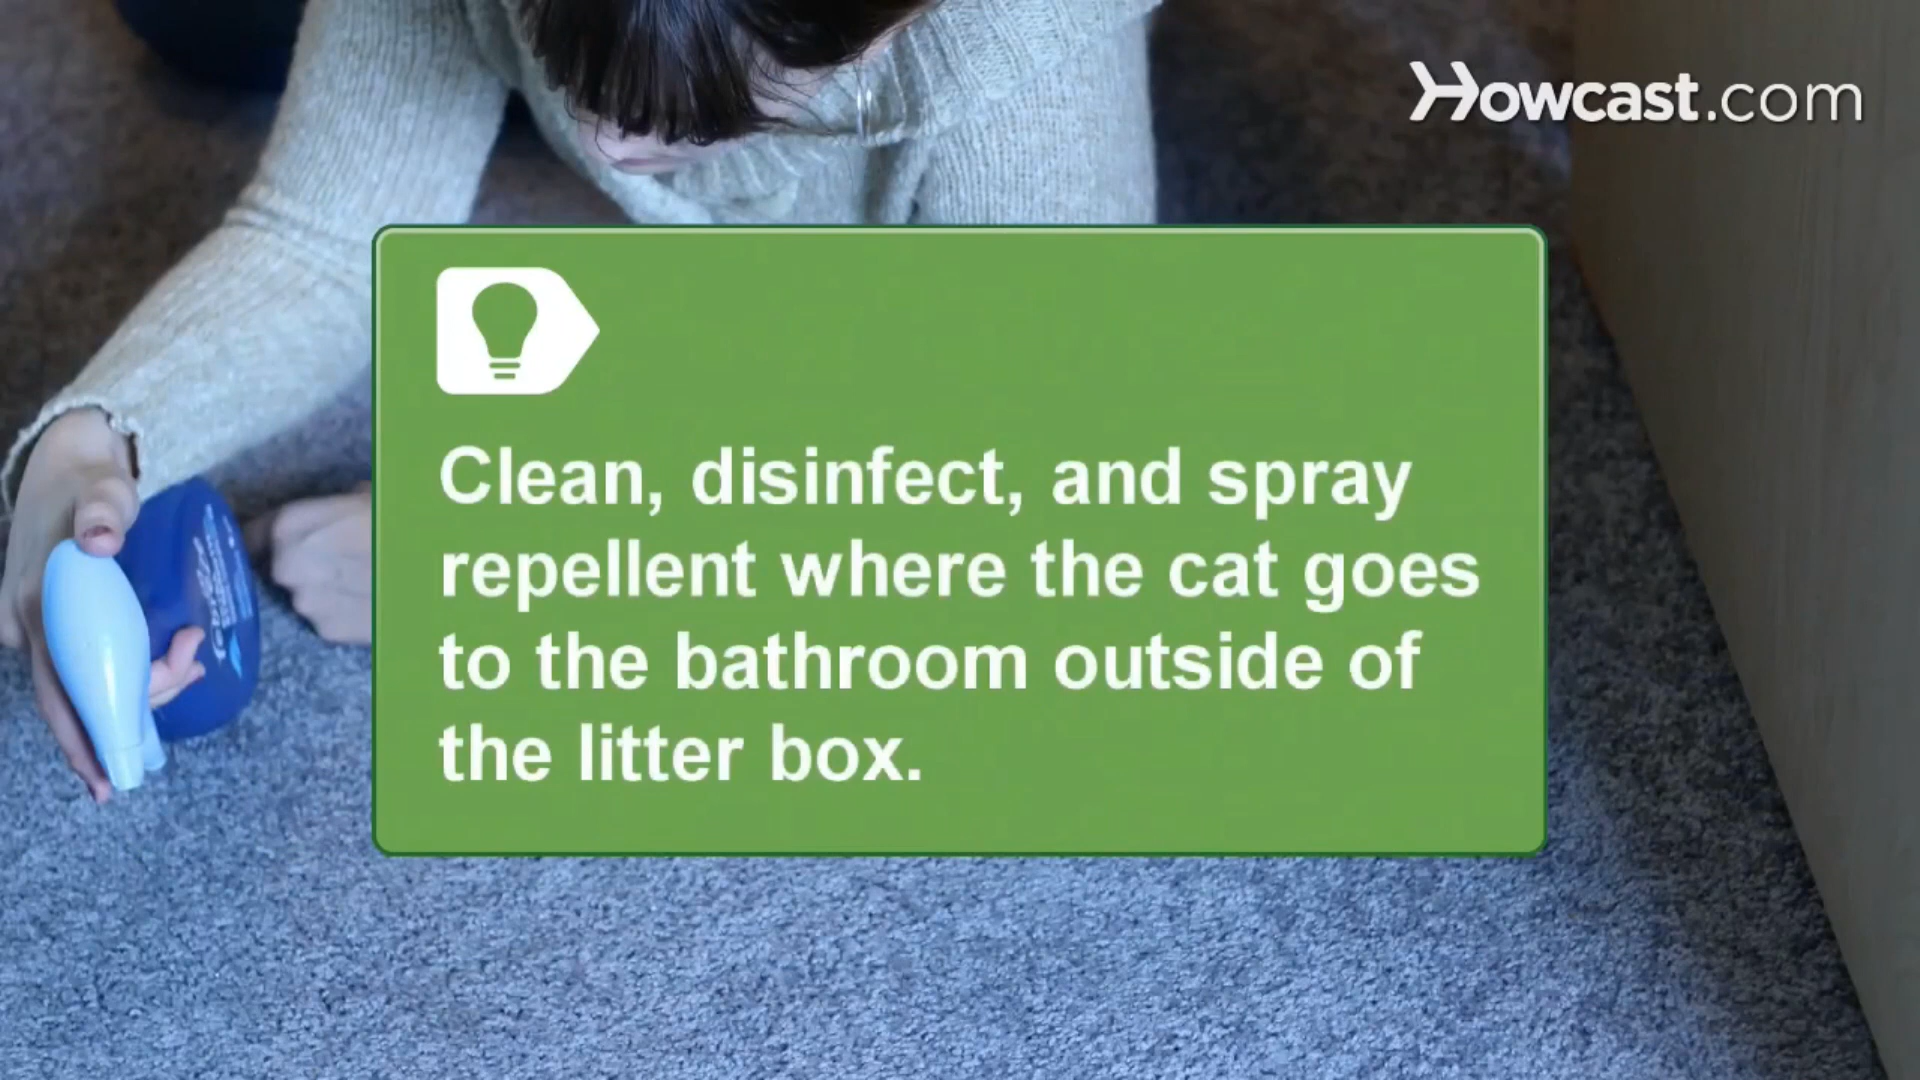 Howcast.com
Clean, disinfect, and spray
repellent where the cat goes
to the bathroom outside of
the litter box.